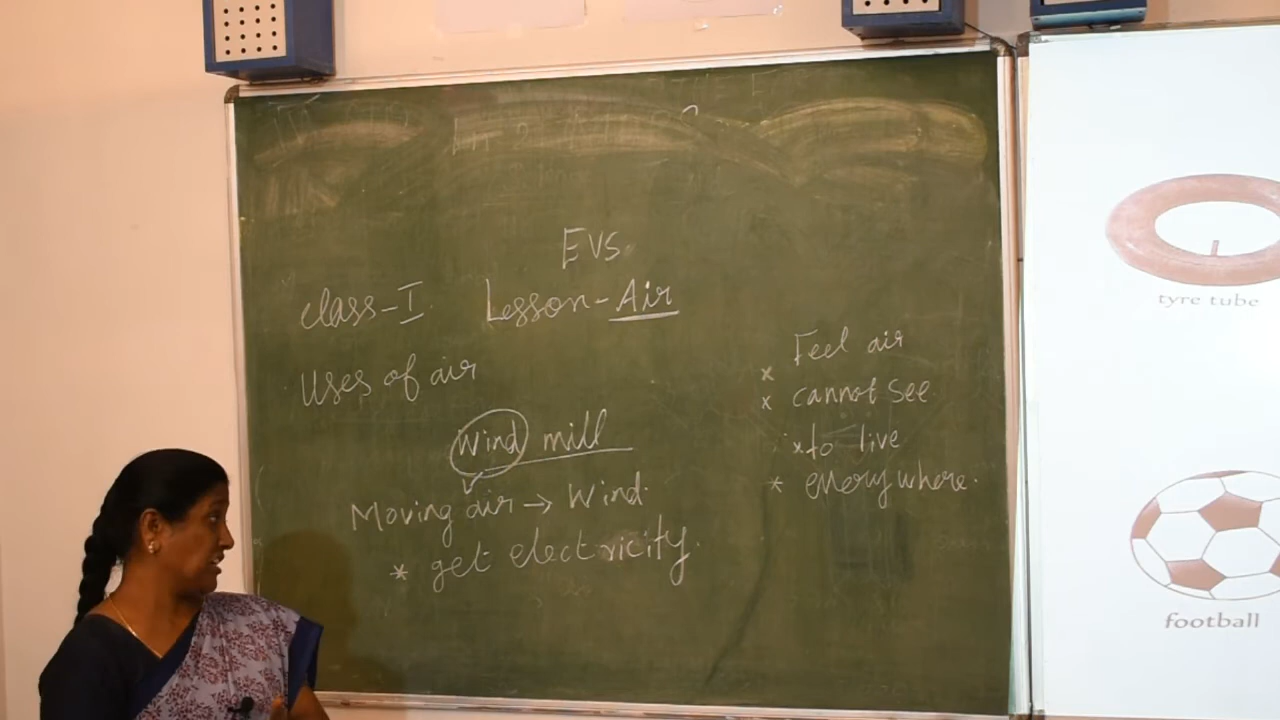 EVS.
Class-I. Lesson-Air
Uses of air
Wind mill
Moving air → Wind.
* get electricity.
Feel air
x cannot see
x to live
* every where.
tyre tube
football